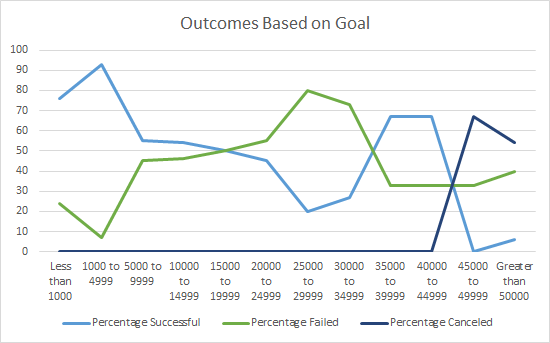 Outcomes Based on Goal
100
90
80
70
60
50
40
30
20
10
0
Less than 1000
1000 to 4999
5000 to 9999
10000 to 14999
15000 to 19999
20000 to 24999
25000 to 29999
30000 to 34999
35000 to 39999
40000 to 44999
45000 to 49999
Greater than 50000
Percentage Successful
Percentage Failed
Percentage Canceled